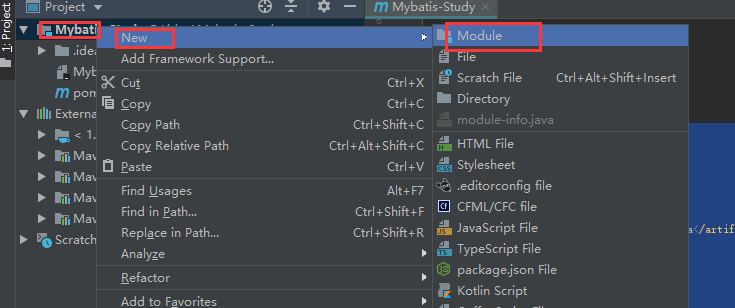 1: Project
Project
Mybatis-Study
Mybatis
.idea
Myb
pom
Externa
< 1.
Mav
Mav
Mav
Mav
Scratch
New
Add Framework Support...
Cut Ctrl+X
Copy Ctrl+C
Copy Path Ctrl+Shift+C
Copy Relative Path Ctrl+Alt+Shift+C
Paste Ctrl+V
Find Usages Alt+F7
Find in Path... Ctrl+Shift+F
Replace in Path... Ctrl+Shift+R
Analyze
Refactor
Add to Favorites
Module
File
Scratch File Ctrl+Alt+Shift+Insert
Directory
module-info.java
HTML File
Stylesheet
.editorconfig file
CFML/CFC file
JavaScript File
TypeScript File
package.json File
Kotlin Script
a</artif